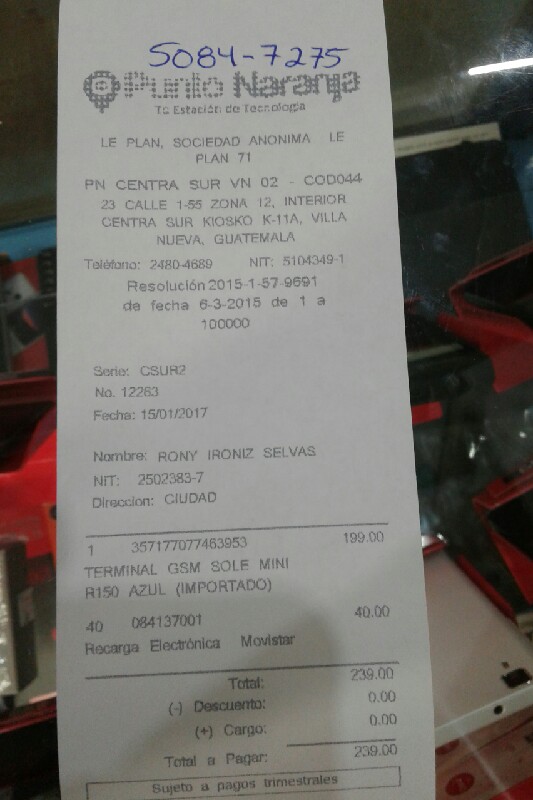 5084-7275
Punto Naranja
Tu Estación de Tecnología
LE PLAN, SOCIEDAD ANONIMA LE
PLAN 71
PN CENTRA SUR VN 02 - COD044
23 CALLE 1-55 ZONA 12, INTERIOR
CENTRA SUR KIOSKO K-11A, VILLA
NUEVA, GUATEMALA
Teléfono: 2480-4689 NIT: 5104349-1
Resolución 2015-1-57-9691
de fecha 6-3-2015 de 1 a
100000
Serie: CSUR2
No. 12263
Fecha: 15/01/2017
Nombre: RONY IRONIZ SELVAS
NIT: 2502383-7
Direccion: CIUDAD
1 357177077463953 199.00
TERMINAL GSM SOLE MINI
R150 AZUL (IMPORTADO)
40 084137001 40.00
Recarga Electrónica Movistar
Total: 239.00
(-) Descuento: 0.00
(+) Cargo: 0.00
Total a Pagar: 239.00
Sujeto a pagos trimestrales